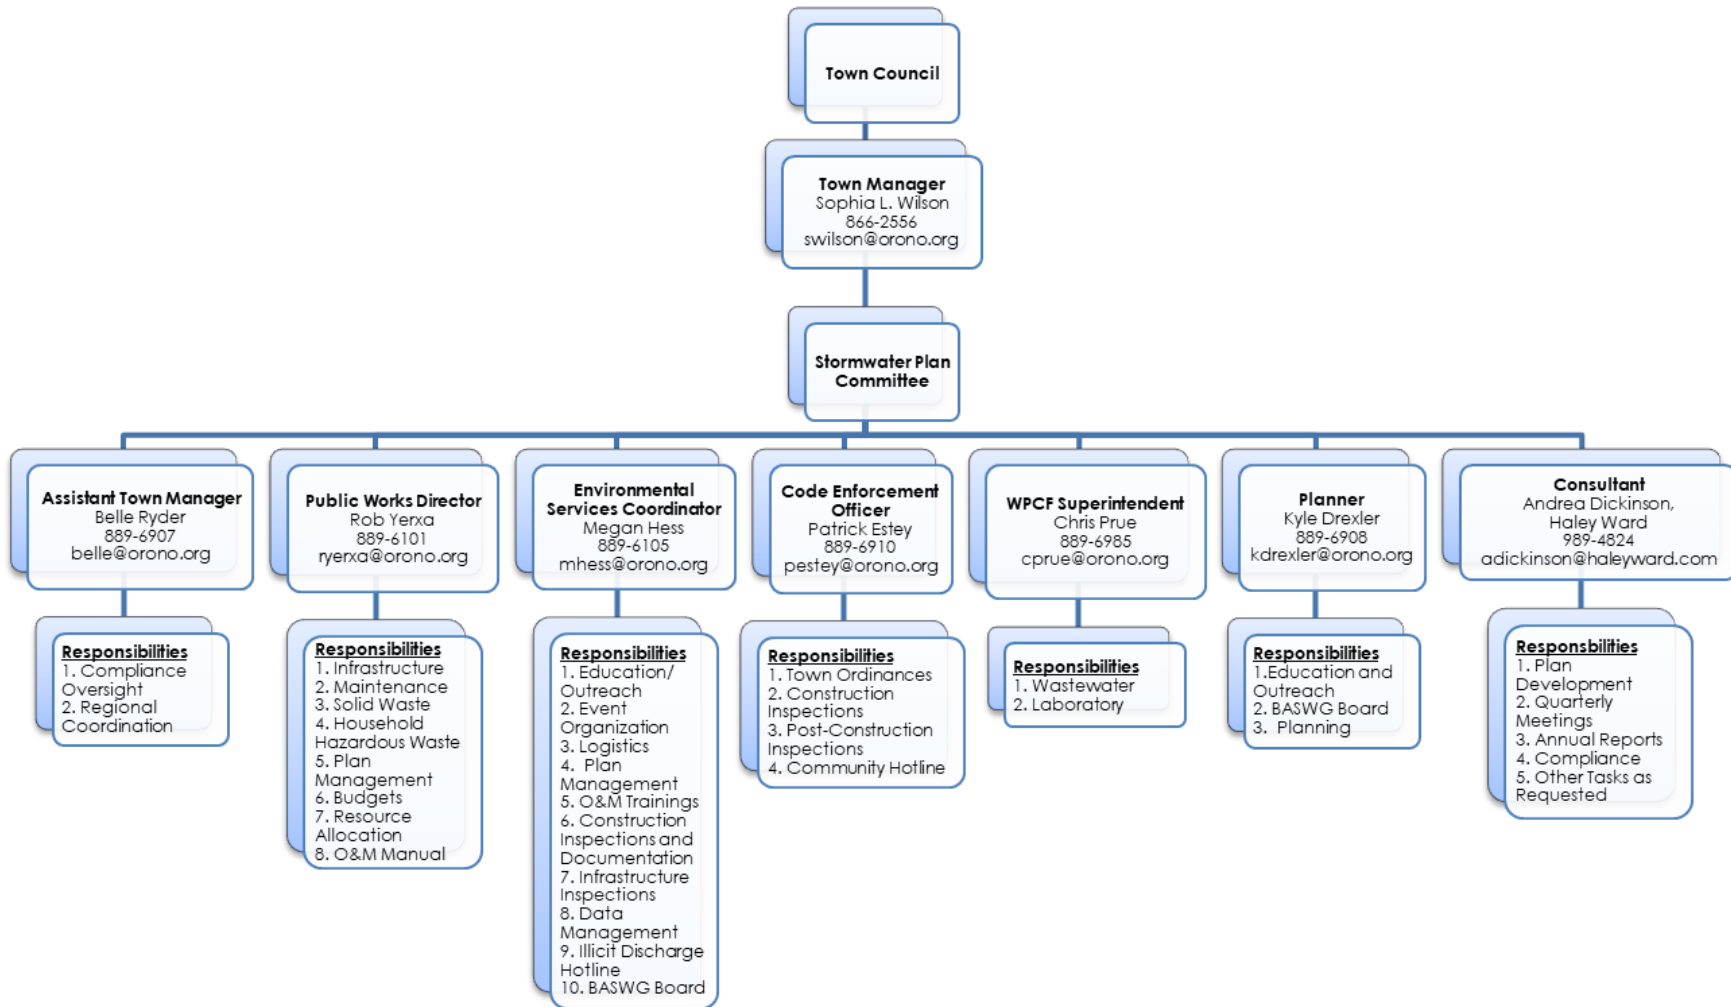 Town Council
Town Manager
Sophia L. Wilson
866-2556
swilson@orono.org
Stormwater Plan
Committee
Assistant Town Manager
Belle Ryder
889-6907
belle@orono.org
Public Works Director
Rob Yerxa
889-6101
ryerxa@orono.org
Environmental
Services Coordinator
Megan Hess
889-6105
mhess@orono.org
Code Enforcement
Officer
Patrick Estey
889-6910
pestey@orono.org
WPCF Superintendent
Chris Prue
889-6985
cprue@orono.org
Planner
Kyle Drexler
889-6908
kdrexler@orono.org
Consultant
Andrea Dickinson,
Haley Ward
989-4824
adickinson@haleyward.com
Responsibilities
1. Compliance
Oversight
2. Regional
Coordination
Responsibilities
1. Infrastructure
2. Maintenance
3. Solid Waste
4. Household
Hazardous Waste
5. Plan
Management
6. Budgets
7. Resource
Allocation
8. O&M Manual
Responsibilities
1. Education/
Outreach
2. Event
Organization
3. Logistics
4. Plan
Management
5. O&M Trainings
6. Construction
Inspections and
Documentation
7. Infrastructure
Inspections
8. Data
Management
9. Illicit Discharge
Hotline
10. BASWG Board
Responsibilities
1. Town Ordinances
2. Construction
Inspections
3. Post-Construction
Inspections
4. Community Hotline
Responsibilities
1. Wastewater
2. Laboratory
Responsibilities
1.Education and
Outreach
2. BASWG Board
3. Planning
Responsbilities
1. Plan
Development
2. Quarterly
Meetings
3. Annual Reports
4. Compliance
5. Other Tasks as
Requested